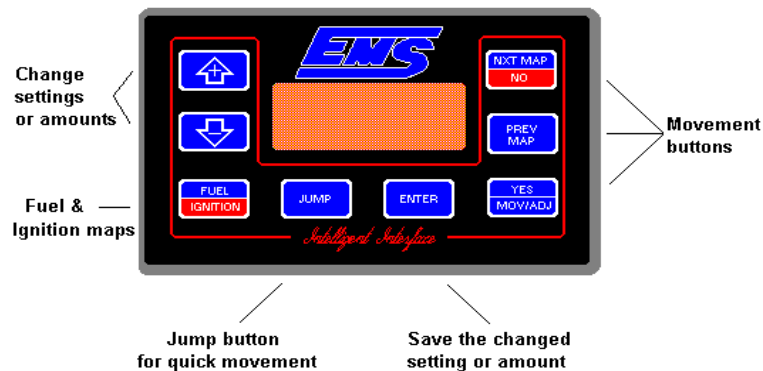 EMS
NXT MAP
NO
Change
settings
or amounts
PREV
MAP
Movement
buttons
FUEL
IGNITION
JUMP
ENTER
YES
MOV/ADJ
Fuel &
Ignition maps
Intelligent Interface
Jump button
for quick movement
Save the changed
setting or amount